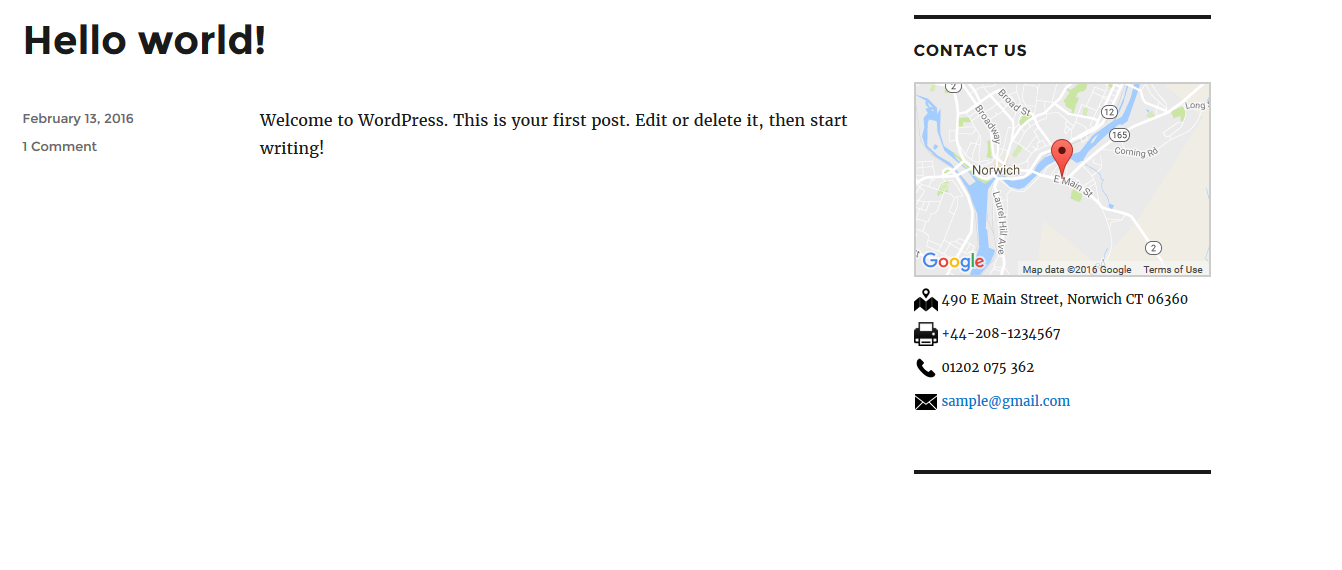 Hello world!
February 13, 2016
1 Comment
Welcome to WordPress. This is your first post. Edit or delete it, then start
writing!
CONTACT US
2
Broad St
Broadway
12
Long
165
Corning Rd
Norwich
E Main St
Laurel Hill Ave
2
Google
Map data ©2016 Google Terms of Use
490 E Main Street, Norwich CT 06360
+44-208-1234567
01202 075 362
sample@gmail.com